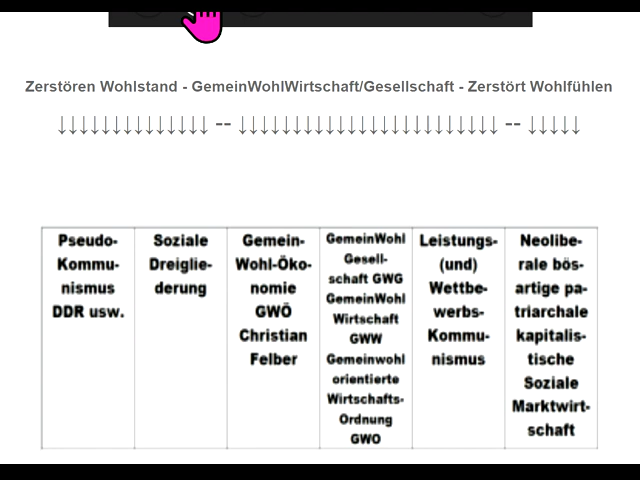 Zerstören Wohlstand - GemeinWohlWirtschaft/Gesellschaft - Zerstört Wohlfühlen
↓↓↓↓↓↓↓↓↓↓↓↓↓↓ -- ↓↓↓↓↓↓↓↓↓↓↓↓↓↓↓↓↓↓↓↓↓↓↓↓ -- ↓↓↓↓↓
Pseudo-
Kommu-
nismus
DDR usw.
Soziale
Dreiglie-
derung
Gemein-
Wohl-Öko-
nomie
GWÖ
Christian
Felber
GemeinWohl
Gesell-
schaft GWG
GemeinWohl
Wirtschaft
GWW
Gemeinwohl
orientierte
Wirtschafts-
Ordnung
GWO
Leistungs-
(und)
Wettbe-
werbs-
Kommu-
nismus
Neolibe-
rale bös-
artige pa-
triarchale
kapitalis-
tische
Soziale
Marktwirt-
schaft